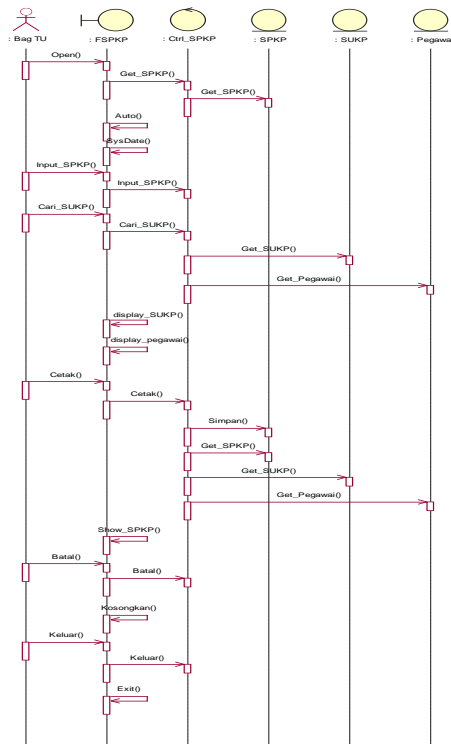 : Bag TU
: FSPKP
: Ctrl_SPKP
: SPKP
: SUKP
: Pegawai
Open()
Get_SPKP()
Get_SPKP()
Auto()
SysDate()
Input_SPKP()
Input_SPKP()
Cari_SUKP()
Cari_SUKP()
Get_SUKP()
Get_Pegawai()
display_SUKP()
display_pegawai()
Cetak()
Cetak()
Simpan()
Get_SPKP()
Get_SUKP()
Get_Pegawai()
Show_SPKP()
Batal()
Batal()
Kosongkan()
Keluar()
Keluar()
Exit()